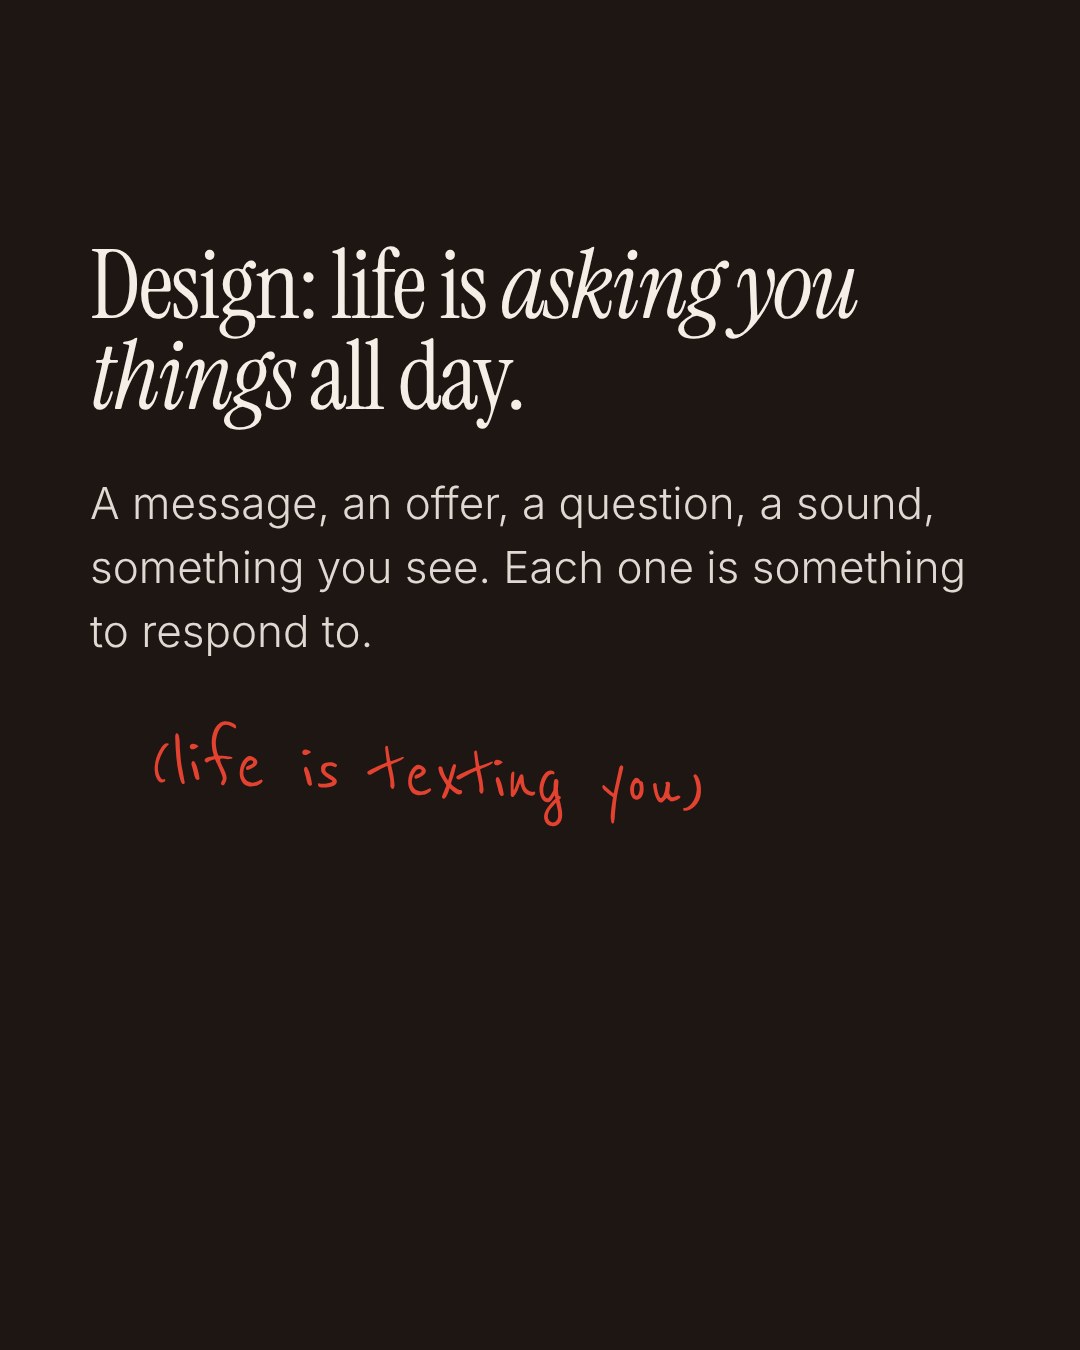 Design: life is asking you
things all day.
A message, an offer, a question, a sound,
something you see. Each one is something
to respond to.
(life is texting you)